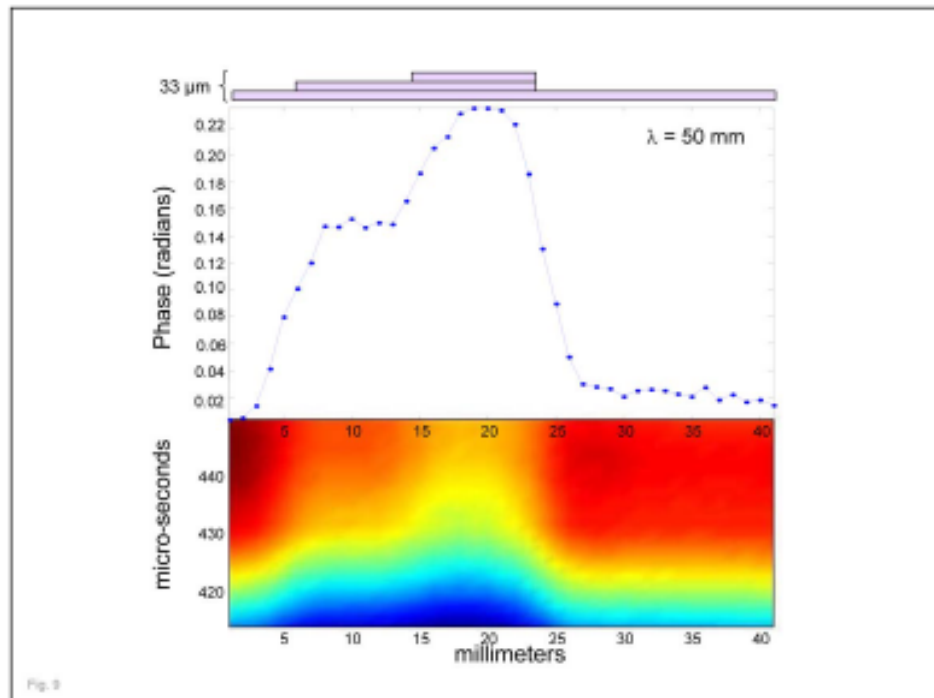 33 µm
λ = 50 mm
Phase (radians)
0.22
0.20
0.18
0.16
0.14
0.12
0.10
0.08
0.06
0.04
0.02
5 10 15 20 25 30 35 40
micro-seconds
440
430
420
5 10 15 20 25 30 35 40
millimeters
Fig. 9